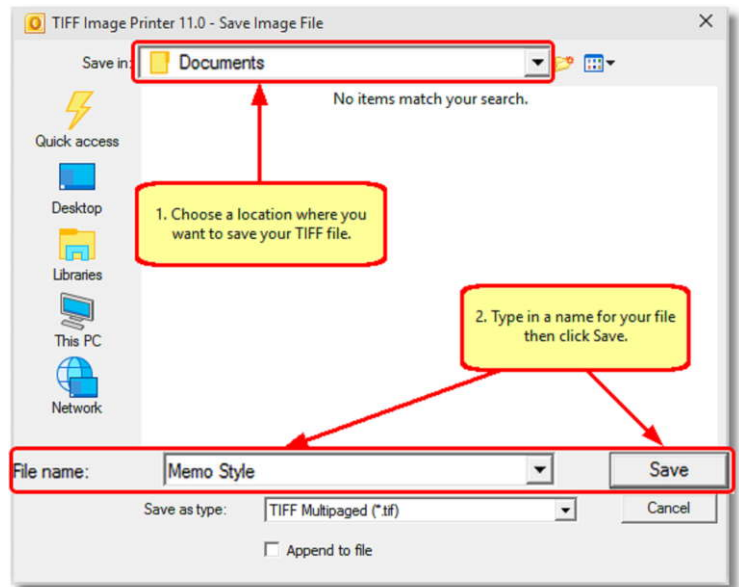 TIFF Image Printer 11.0 - Save Image File
Save in:
Documents
No items match your search.
Quick access
Desktop
Libraries
This PC
Network
1. Choose a location where you
want to save your TIFF file.
2. Type in a name for your file
then click Save.
File name:
Memo Style
Save
Save as type:
TIFF Multipaged (*.tif)
Cancel
Append to file